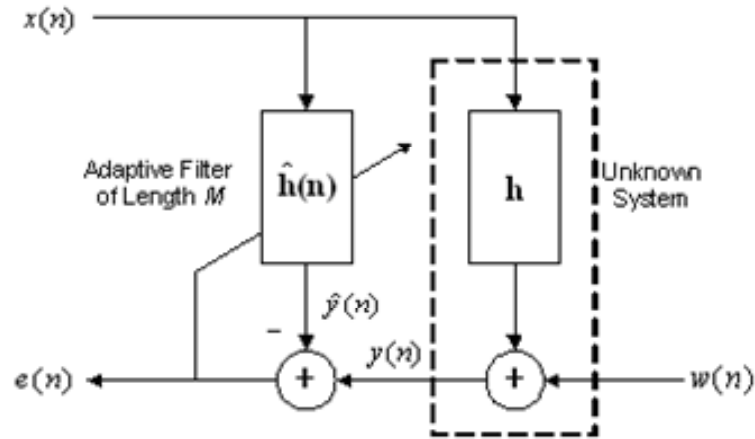 x(n)
Adaptive Filter
of Length M
ĥ(n)
h
Unknown
System
ŷ(n)
−
e(n)
+
y(n)
+
w(n)